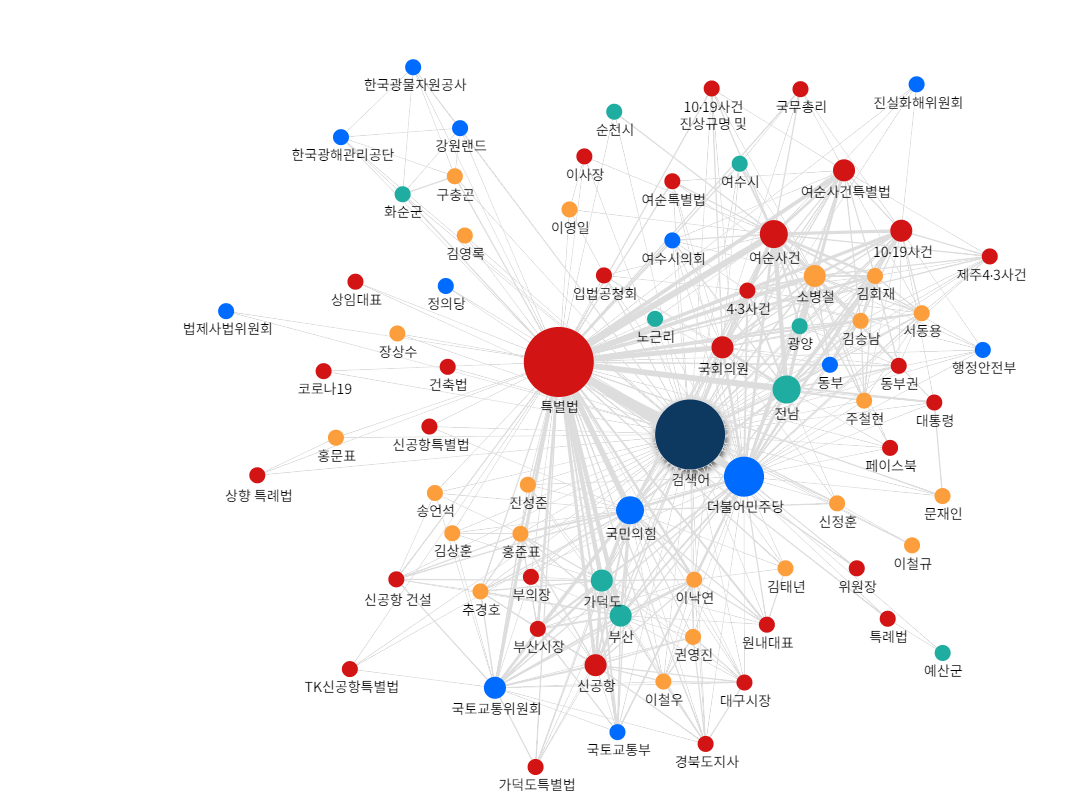 한국광물자원공사
10·19사건
진상규명 및
국무총리
진실화해위원회
순천시
강원랜드
한국광해관리공단
이사장
여수시
여순특별법
여순사건특별법
구충곤
화순군
이영일
김영록
여수시의회
여순사건
10·19사건
제주4·3사건
입법공청회
소병철
김회재
상임대표
정의당
4·3사건
법제사법위원회
노근리
광양
김승남
서동용
장상수
국회의원
행정안전부
코로나19
건축법
동부
동부권
특별법
전남
주철현
대통령
신공항특별법
홍문표
페이스북
상향 특례법
검색어
더불어민주당
송언석
진성준
신정훈
문재인
국민의힘
김상훈
홍준표
이철규
신공항 건설
추경호
부의장
가덕도
이낙연
김태년
위원장
부산시장
부산
권영진
원내대표
특례법
예산군
TK신공항특별법
신공항
이철우
대구시장
국토교통위원회
국토교통부
경북도지사
가덕도특별법